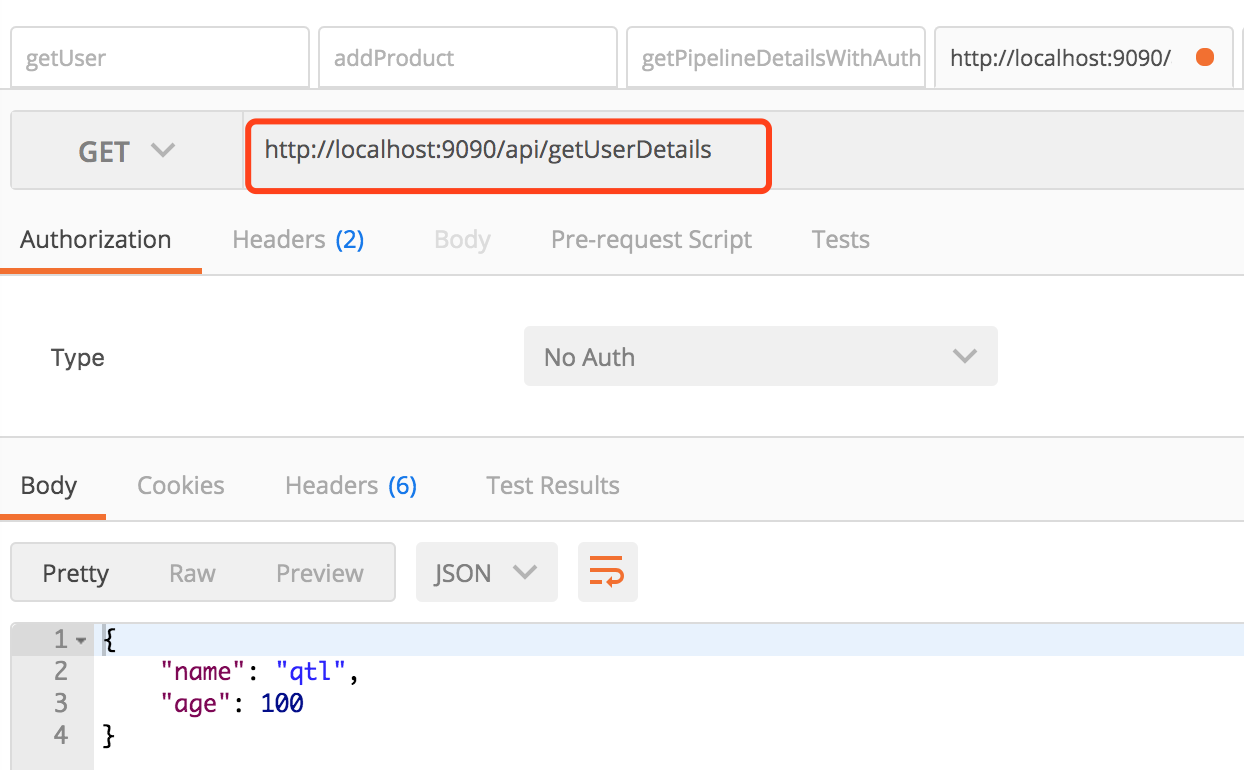 getUser addProduct getPipelineDetailsWithAuth http://localhost:9090/
GET http://localhost:9090/api/getUserDetails
Authorization Headers (2) Body Pre-request Script Tests
Type No Auth
Body Cookies Headers (6) Test Results
Pretty Raw Preview JSON
1 {
2 "name": "qtl",
3 "age": 100
4 }